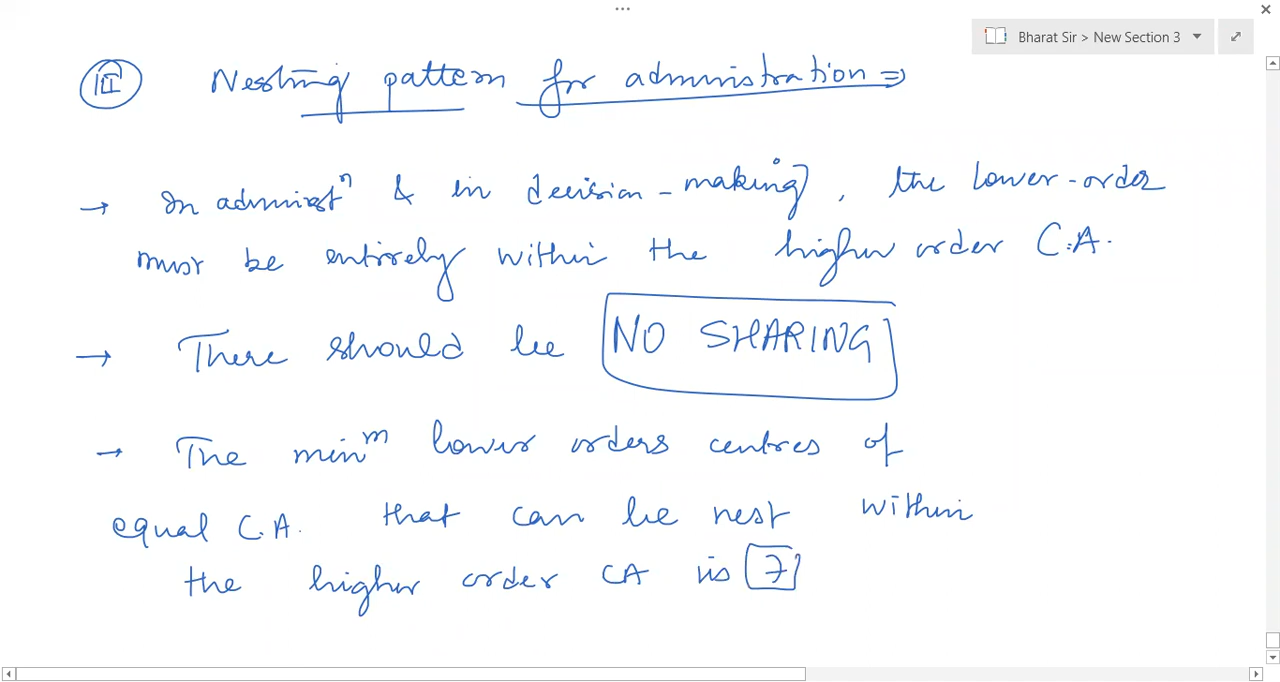 ...
Bharat Sir > New Section 3
III Nesting pattern for administration ⇒
→ In adminstⁿ & in decision-making, the lower-order
must be entirely within the higher order C.A.
→ There should be NO SHARING
→ The minᵐ lower orders centres of
equal C.A. that can be nest within
the higher order CA is 7